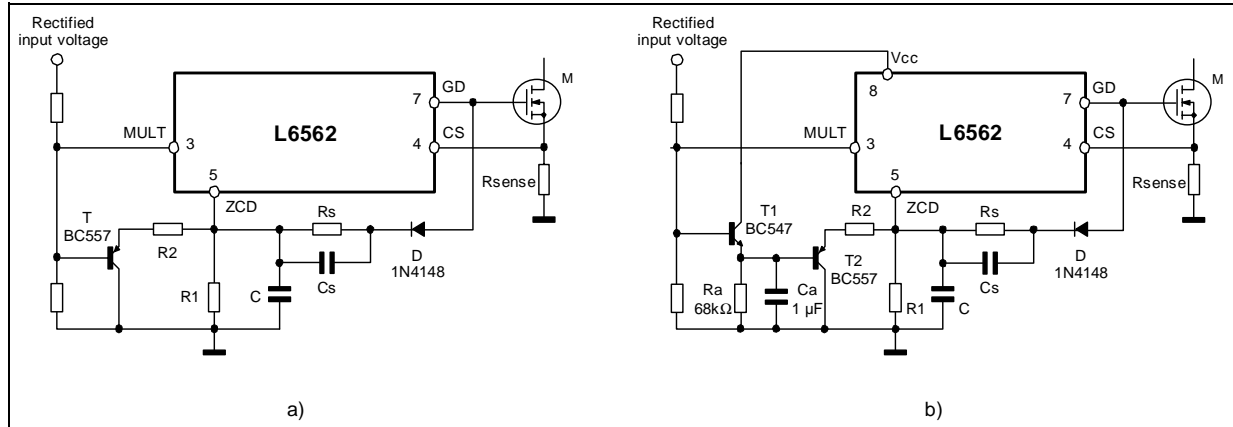 Rectified
input voltage
GD
M
7
MULT
3
L6562
CS
4
5
Rsense
ZCD
T
BC557
R2
Rs
D
1N4148
Cs
R1
C
a)
Rectified
input voltage
Vcc
8
GD
M
7
MULT
3
L6562
CS
4
5
Rsense
ZCD
T1
BC547
R2
Rs
D
1N4148
T2
BC557
Cs
Ra
68kΩ
Ca
1 µF
R1
C
b)